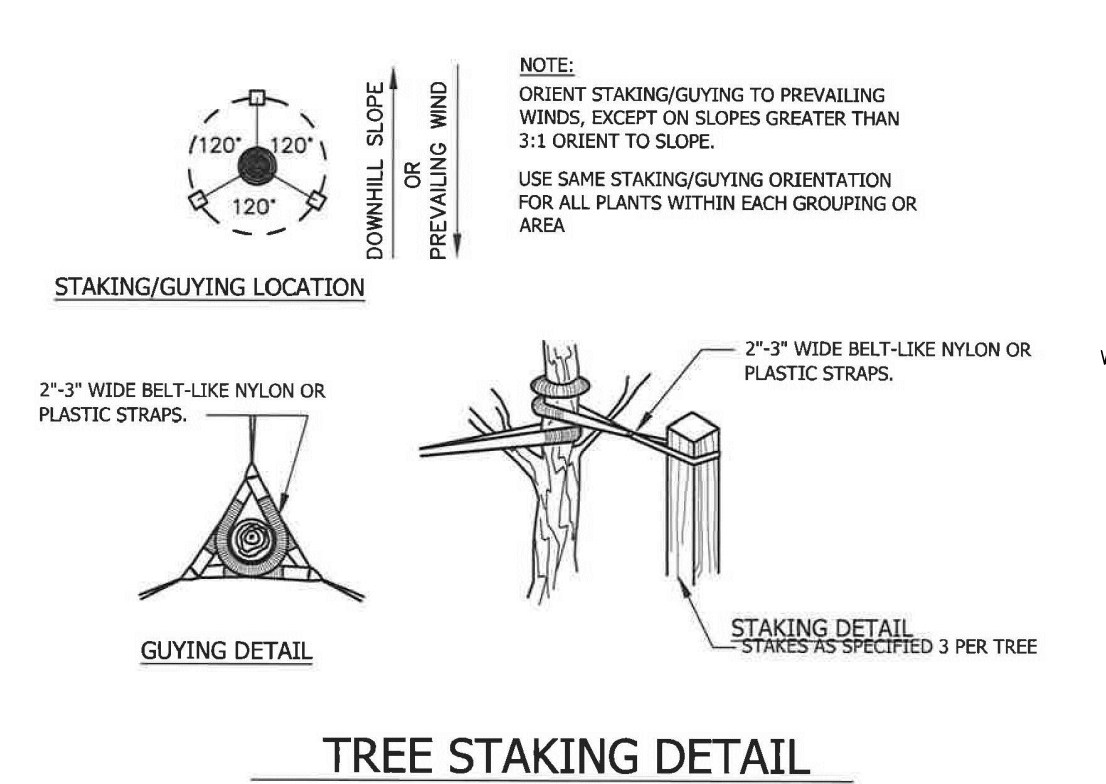 NOTE:
ORIENT STAKING/GUYING TO PREVAILING
WINDS, EXCEPT ON SLOPES GREATER THAN
3:1 ORIENT TO SLOPE.
USE SAME STAKING/GUYING ORIENTATION
FOR ALL PLANTS WITHIN EACH GROUPING OR
AREA
120°
120°
120°
DOWNHILL SLOPE
OR
PREVAILING WIND
STAKING/GUYING LOCATION
2"-3" WIDE BELT-LIKE NYLON OR
PLASTIC STRAPS.
GUYING DETAIL
2"-3" WIDE BELT-LIKE NYLON OR
PLASTIC STRAPS.
STAKING DETAIL
STAKES AS SPECIFIED 3 PER TREE
TREE STAKING DETAIL